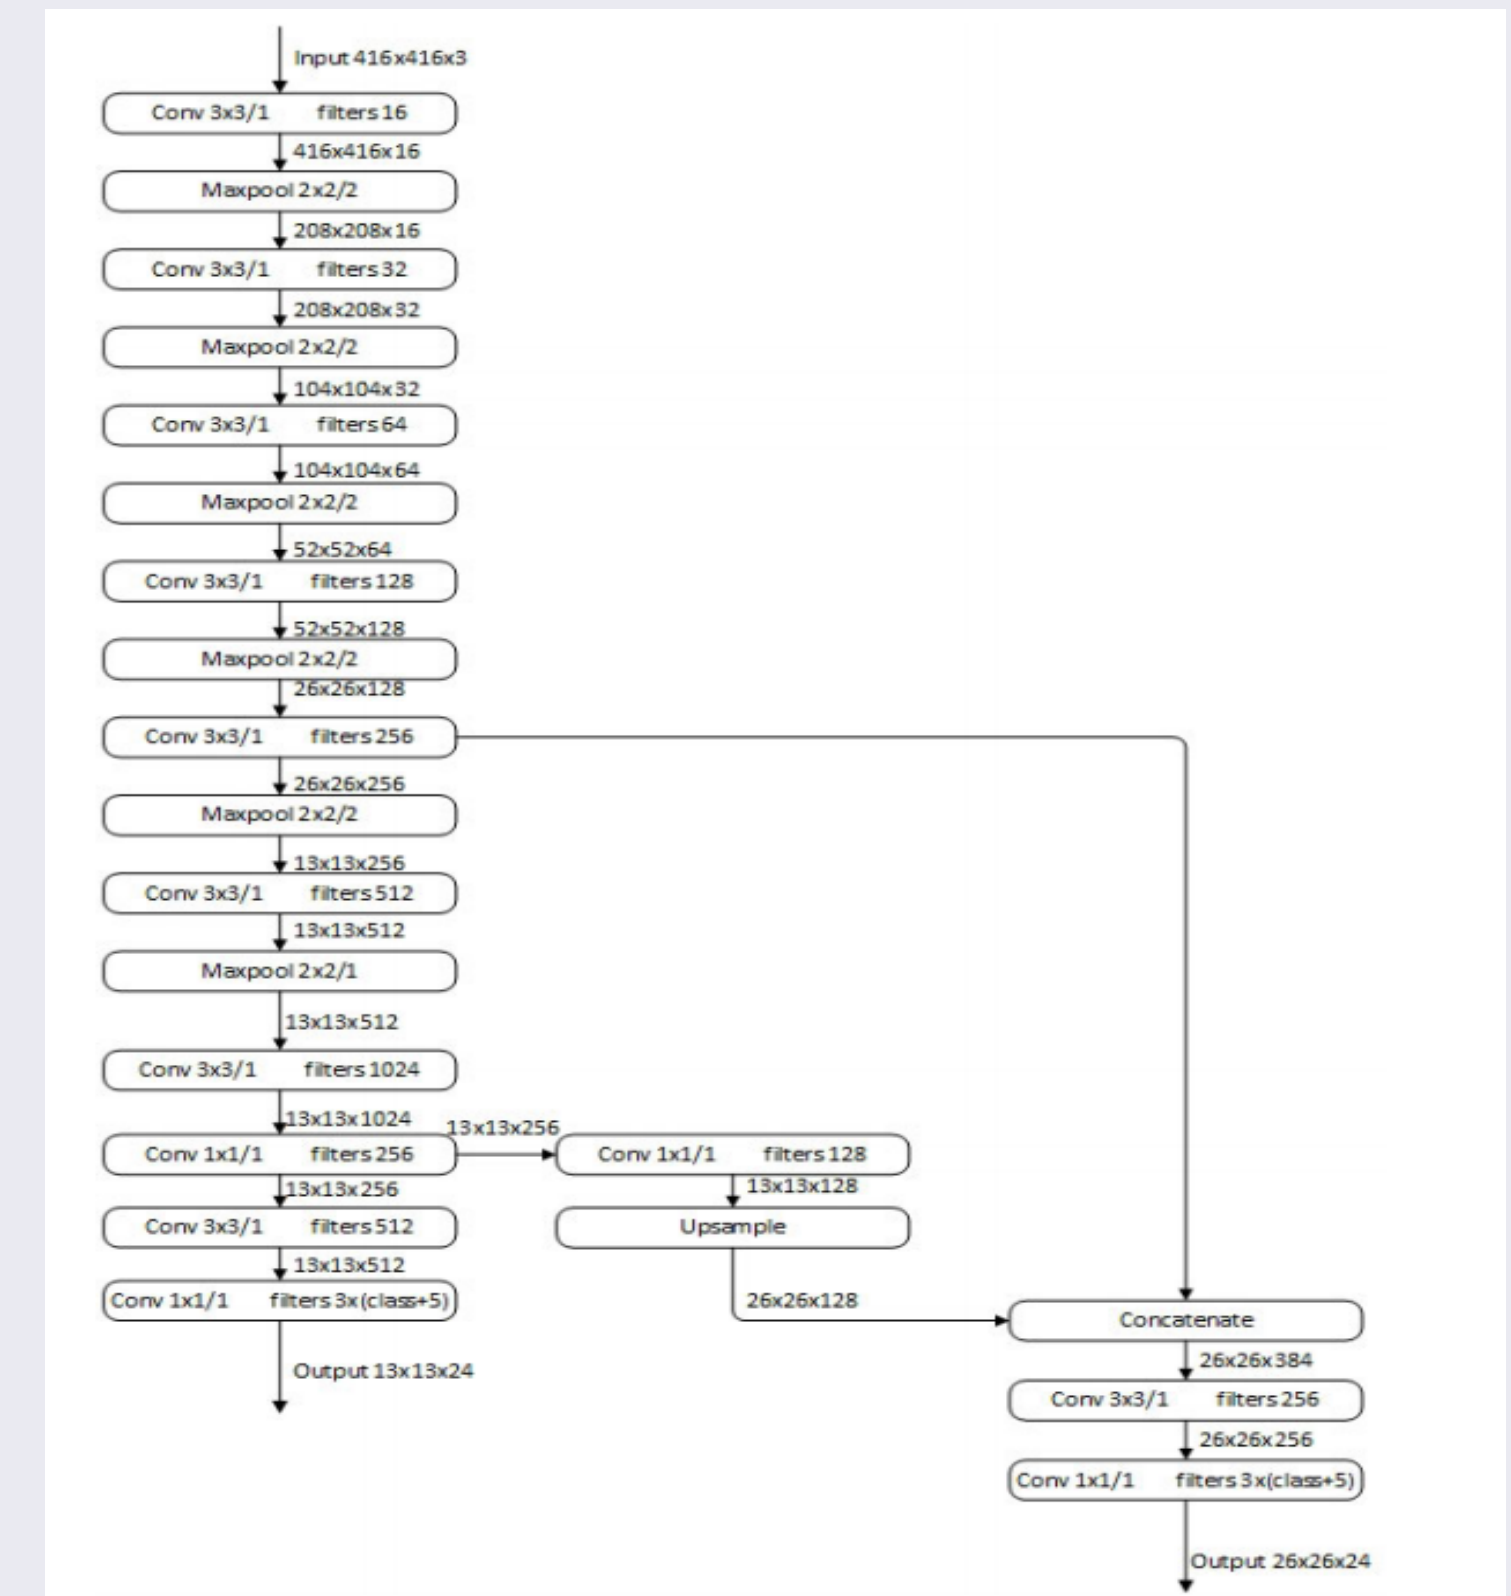 Input 416x416x3
Conv 3x3/1 filters 16
416x416x16
Maxpool 2x2/2
208x208x16
Conv 3x3/1 filters 32
208x208x32
Maxpool 2x2/2
104x104x32
Conv 3x3/1 filters 64
104x104x64
Maxpool 2x2/2
52x52x64
Conv 3x3/1 filters 128
52x52x128
Maxpool 2x2/2
26x26x128
Conv 3x3/1 filters 256
26x26x256
Maxpool 2x2/2
13x13x256
Conv 3x3/1 filters 512
13x13x512
Maxpool 2x2/1
13x13x512
Conv 3x3/1 filters 1024
13x13x1024
Conv 1x1/1 filters 256
13x13x256
Conv 3x3/1 filters 512
13x13x512
Conv 1x1/1 filters 3x(class+5)
Output 13x13x24
13x13x256
Conv 1x1/1 filters 128
13x13x128
Upsample
26x26x128
Concatenate
26x26x384
Conv 3x3/1 filters 256
26x26x256
Conv 1x1/1 filters 3x(class+5)
Output 26x26x24